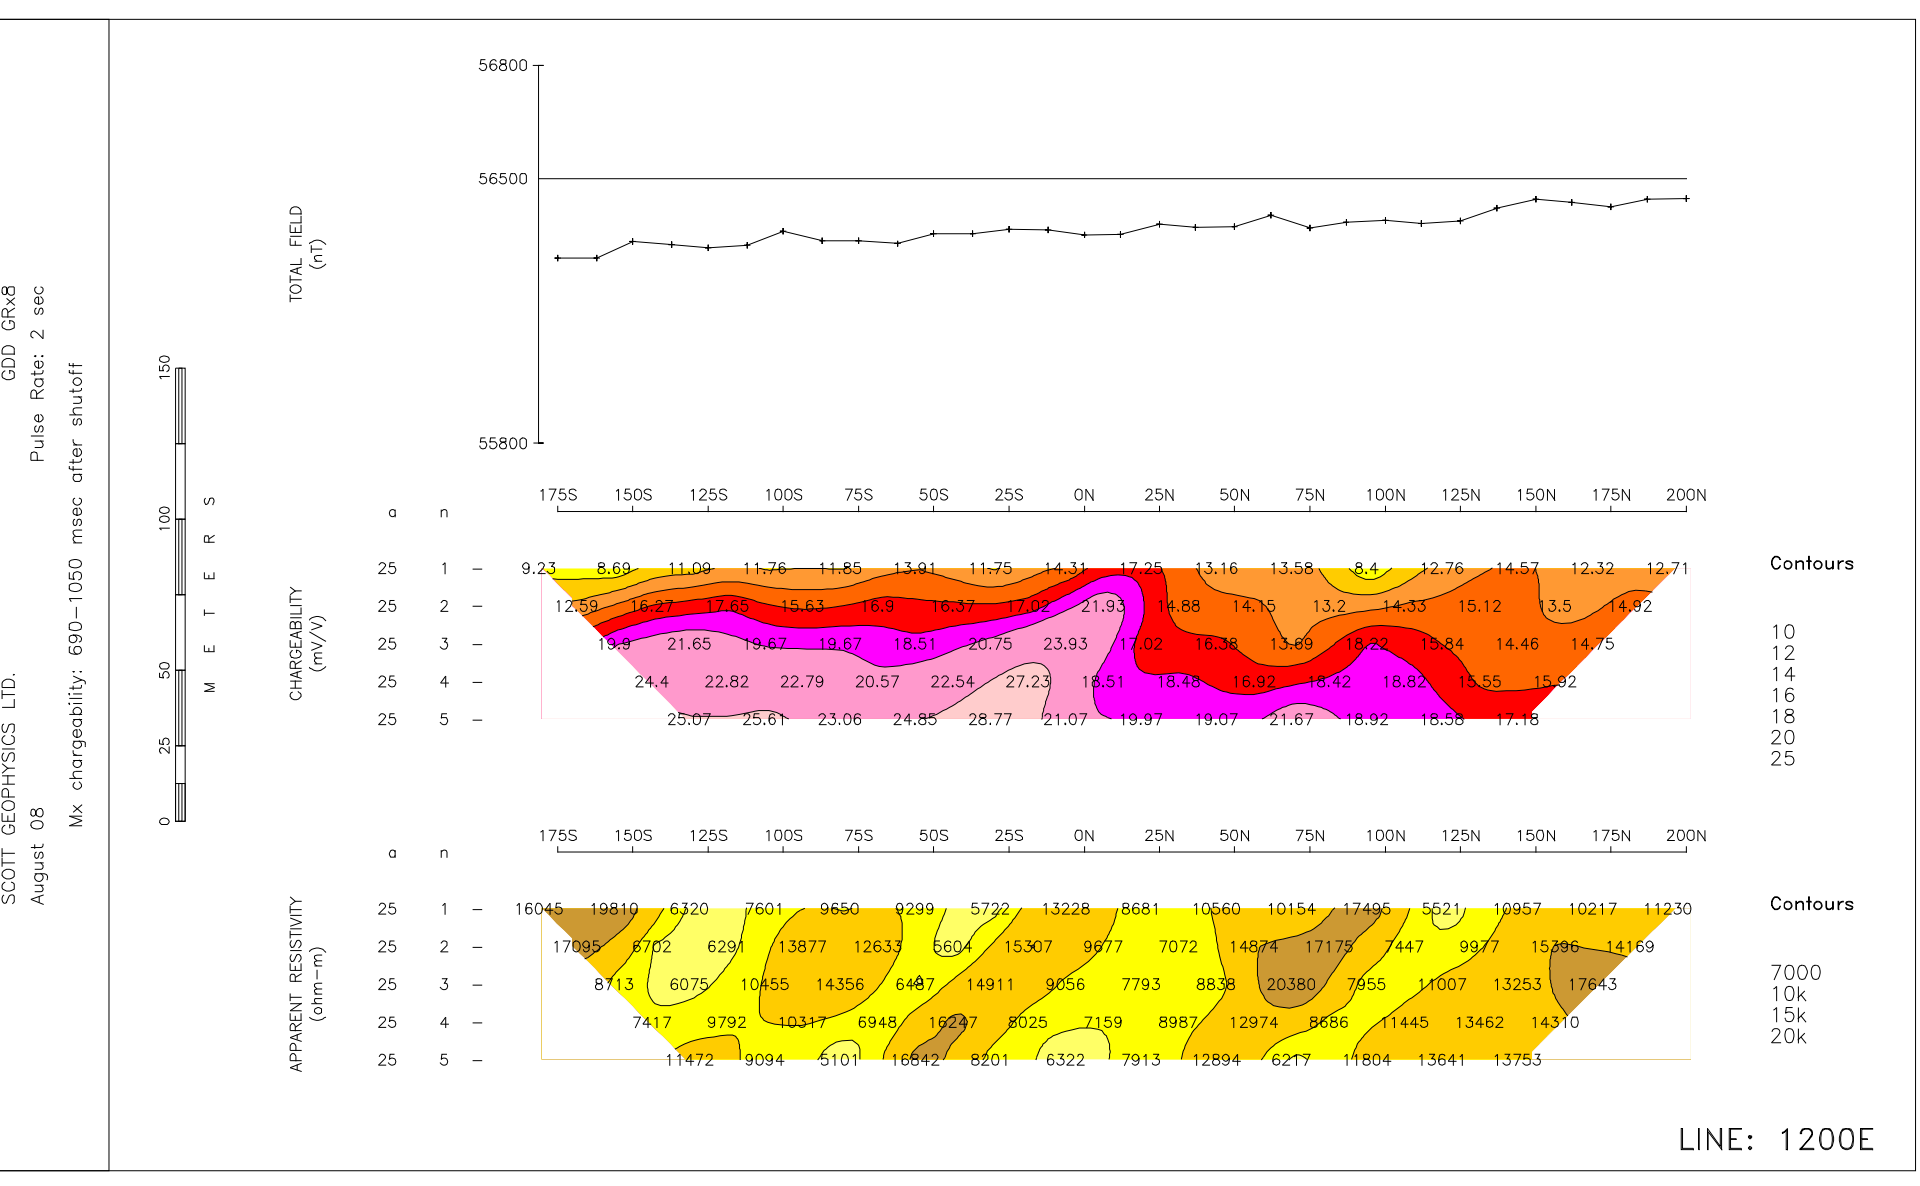 SCOTT GEOPHYSICS LTD. GDD GRx8
August 08 Pulse Rate: 2 sec
Mx chargeability: 690-1050 msec after shutoff
0 25 50 100 150
M E T E R S
TOTAL FIELD
(nT)
56800
56500
55800
175S 150S 125S 100S 75S 50S 25S 0N 25N 50N 75N 100N 125N 150N 175N 200N
a n
CHARGEABILITY
(mV/V)
25 1 – 9.23 8.69 11.09 11.76 11.85 13.91 11.75 14.31 17.25 13.16 13.58 8.4 12.76 14.57 12.32 12.71
25 2 – 12.59 16.27 17.65 15.63 16.9 16.37 17.02 21.93 14.88 14.15 13.2 14.33 15.12 13.5 14.92
25 3 – 19.9 21.65 19.67 19.67 18.51 20.75 23.93 17.02 16.38 13.69 18.22 15.84 14.46 14.75
25 4 – 24.4 22.82 22.79 20.57 22.54 27.23 18.51 18.48 16.92 18.42 18.82 15.55 15.92
25 5 – 25.07 25.61 23.06 24.85 28.77 21.07 19.97 19.07 21.67 18.92 18.58 17.18
Contours
10
12
14
16
18
20
25
175S 150S 125S 100S 75S 50S 25S 0N 25N 50N 75N 100N 125N 150N 175N 200N
a n
APPARENT RESISTIVITY
(ohm-m)
25 1 – 16045 19810 6320 7601 9650 9299 5722 13228 8681 10560 10154 17495 5521 10957 10217 11230
25 2 – 17095 6702 6291 13877 12633 5604 15307 9677 7072 14874 17175 7447 9977 15396 14169
25 3 – 8713 6075 10455 14356 6487 14911 9056 7793 8838 20380 7955 11007 13253 17643
25 4 – 7417 9792 10317 6948 16247 8025 7159 8987 12974 8686 11445 13462 14310
25 5 – 11472 9094 5101 16842 8201 6322 7913 12894 6217 11804 13641 13753
Contours
7000
10k
15k
20k
LINE: 1200E